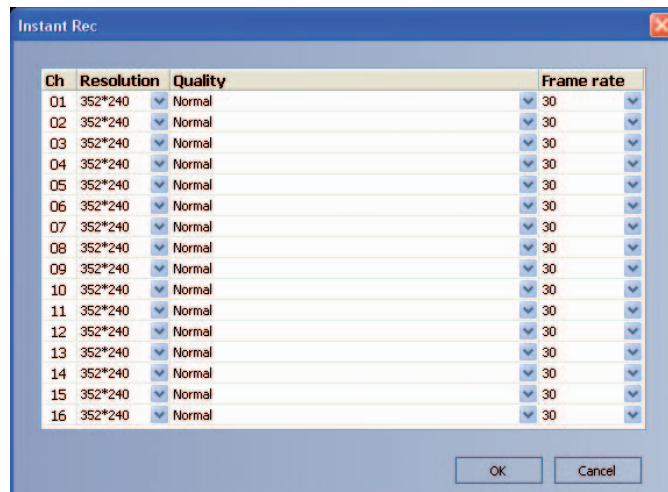 Instant Rec
Ch Resolution Quality Frame rate
01 352*240 Normal 30
02 352*240 Normal 30
03 352*240 Normal 30
04 352*240 Normal 30
05 352*240 Normal 30
06 352*240 Normal 30
07 352*240 Normal 30
08 352*240 Normal 30
09 352*240 Normal 30
10 352*240 Normal 30
11 352*240 Normal 30
12 352*240 Normal 30
13 352*240 Normal 30
14 352*240 Normal 30
15 352*240 Normal 30
16 352*240 Normal 30
OK Cancel